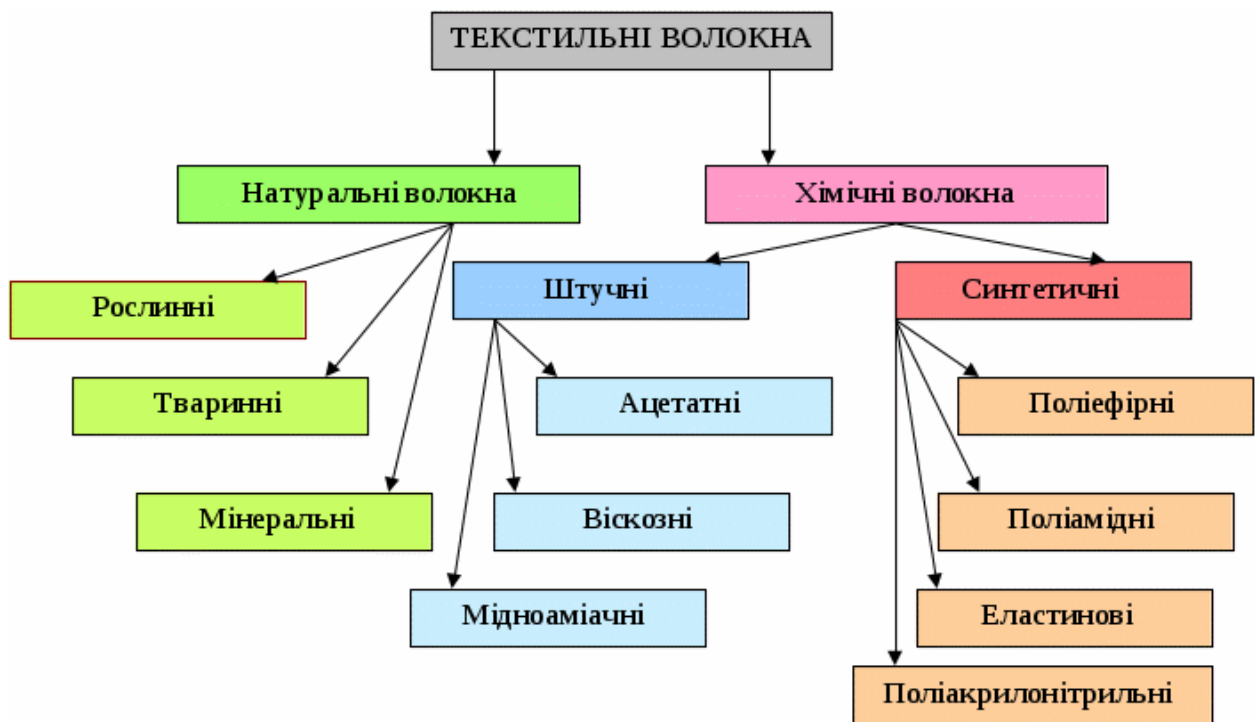 ТЕКСТИЛЬНІ ВОЛОКНА
Натуральні волокна
Хімічні волокна
Рослинні
Штучні
Синтетичні
Тваринні
Ацетатні
Поліефірні
Мінеральні
Віскозні
Поліамідні
Мідноаміачні
Еластинові
Поліакрилонітрильні